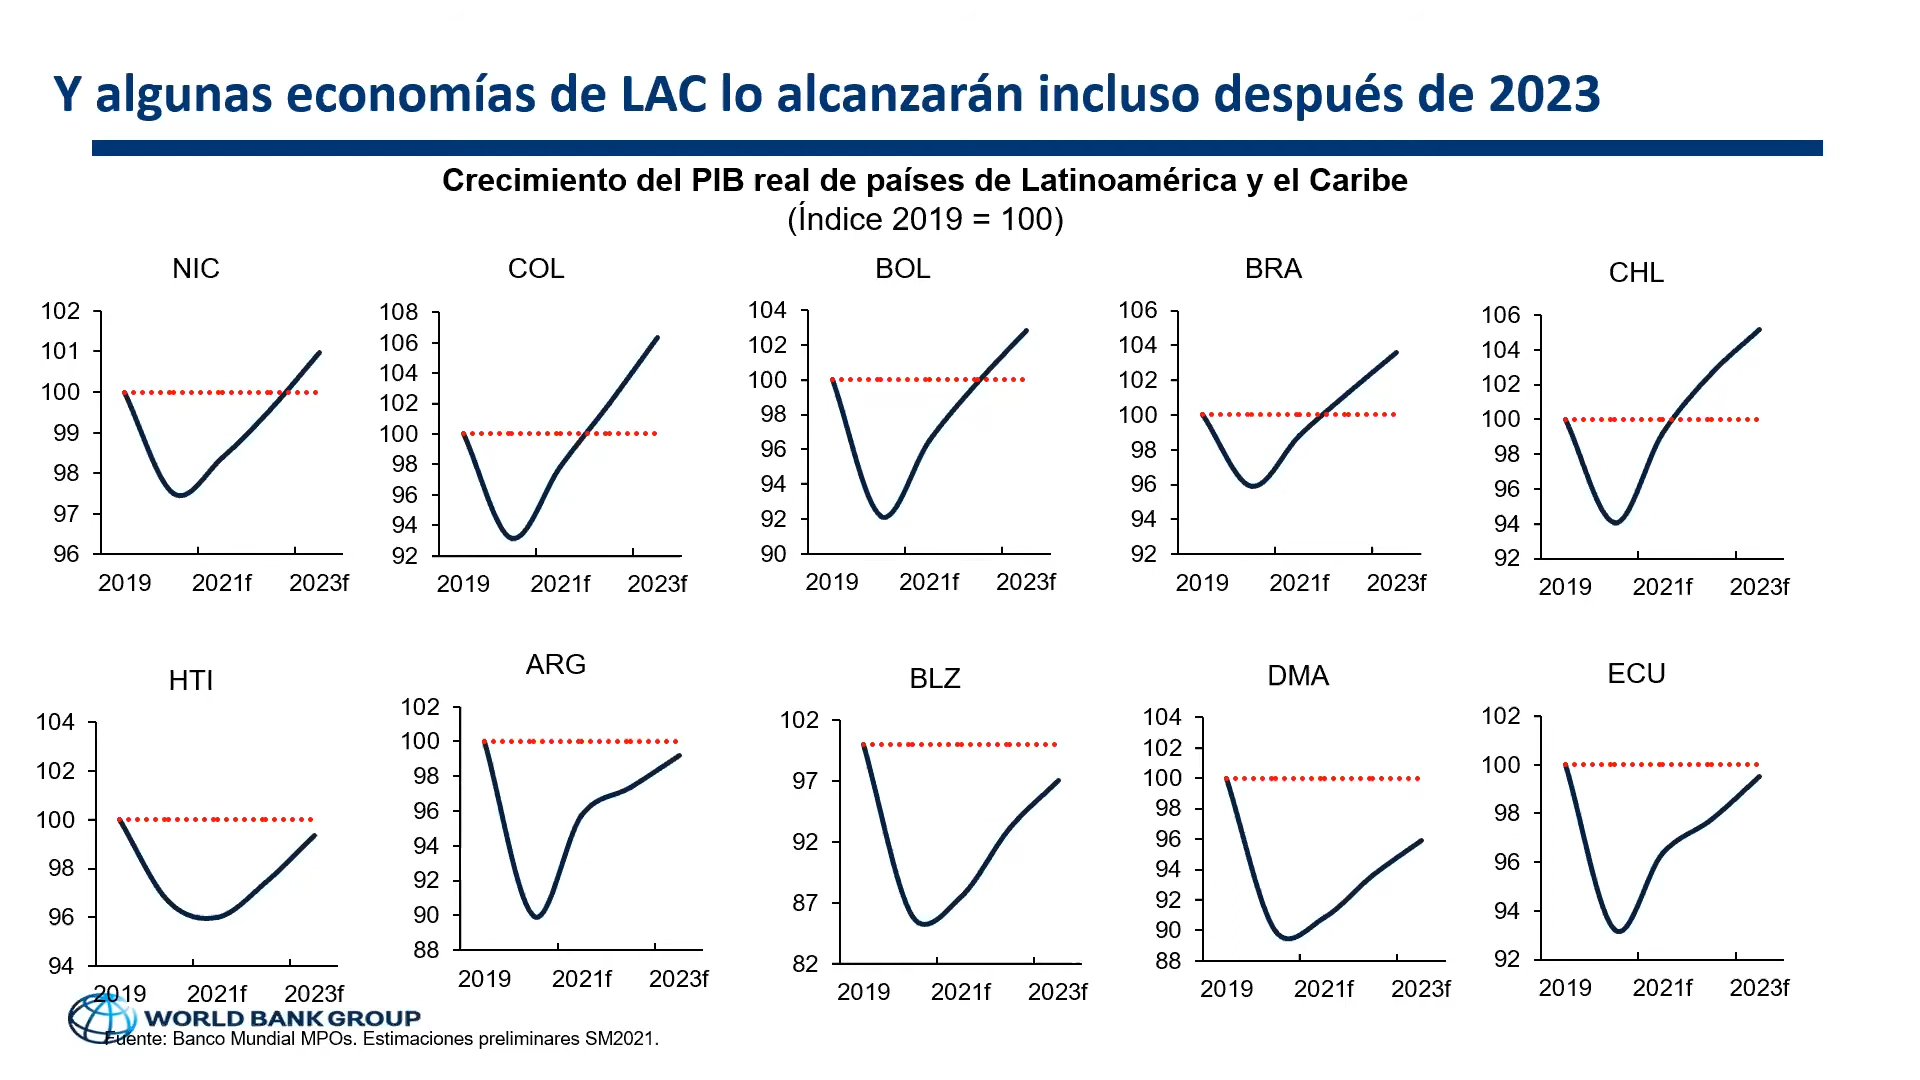 Y algunas economías de LAC lo alcanzarán incluso después de 2023
Crecimiento del PIB real de países de Latinoamérica y el Caribe
(Índice 2019 = 100)
NIC
102
101
100
99
98
97
96
2019 2021f 2023f
COL
108
106
104
102
100
98
96
94
92
2019 2021f 2023f
BOL
104
102
100
98
96
94
92
90
2019 2021f 2023f
BRA
106
104
102
100
98
96
94
92
2019 2021f 2023f
CHL
106
104
102
100
98
96
94
92
2019 2021f 2023f
HTI
104
102
100
98
96
94
2019 2021f 2023f
ARG
102
100
98
96
94
92
90
88
2019 2021f 2023f
BLZ
102
97
92
87
82
2019 2021f 2023f
DMA
104
102
100
98
96
94
92
90
88
2019 2021f 2023f
ECU
102
100
98
96
94
92
2019 2021f 2023f
WORLD BANK GROUP
Fuente: Banco Mundial MPOs. Estimaciones preliminares SM2021.